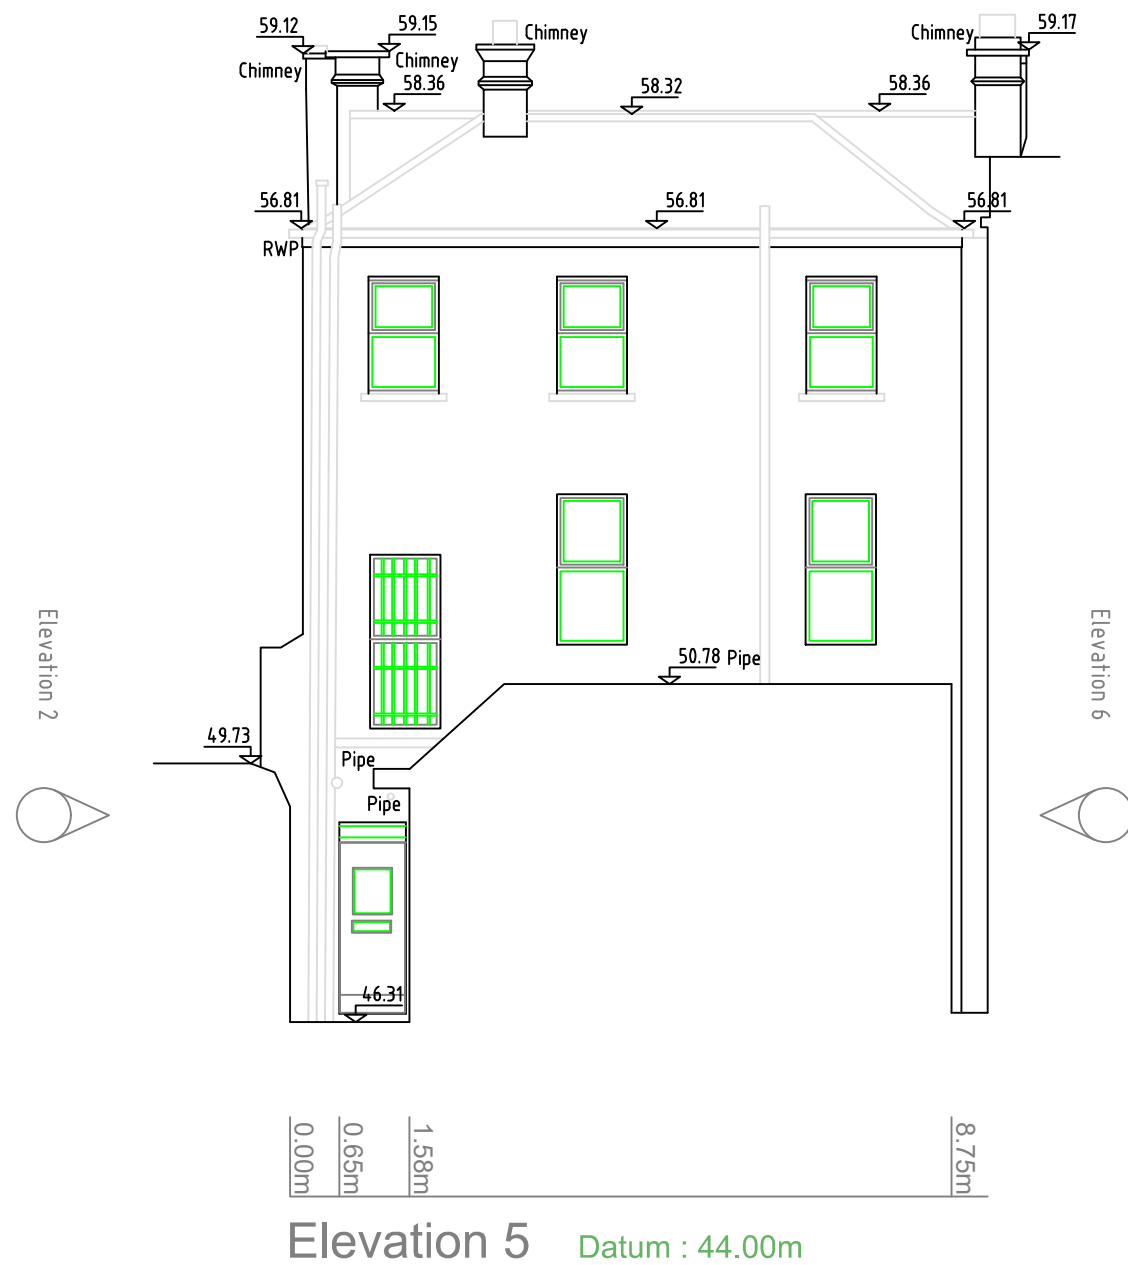 59.12
59.15
Chimney
Chimney
59.17
Chimney
Chimney
58.36
58.32
58.36
56.81
56.81
56.81
RWP
Elevation 2
Elevation 6
50.78 Pipe
49.73
Pipe
Pipe
46.31
0.00m
0.65m
1.58m
8.75m
Elevation 5
Datum : 44.00m